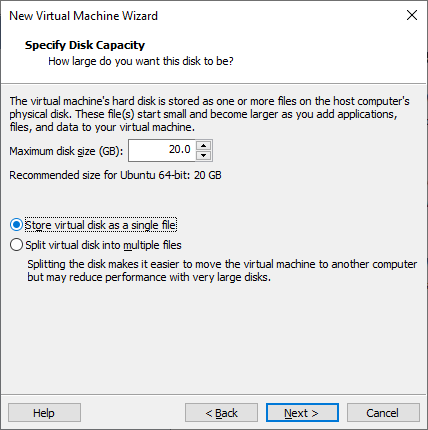 New Virtual Machine Wizard
Specify Disk Capacity
How large do you want this disk to be?
The virtual machine's hard disk is stored as one or more files on the host computer's
physical disk. These file(s) start small and become larger as you add applications,
files, and data to your virtual machine.
Maximum disk size (GB): 20.0
Recommended size for Ubuntu 64-bit: 20 GB
Store virtual disk as a single file
Split virtual disk into multiple files
Splitting the disk makes it easier to move the virtual machine to another computer
but may reduce performance with very large disks.
Help < Back Next > Cancel